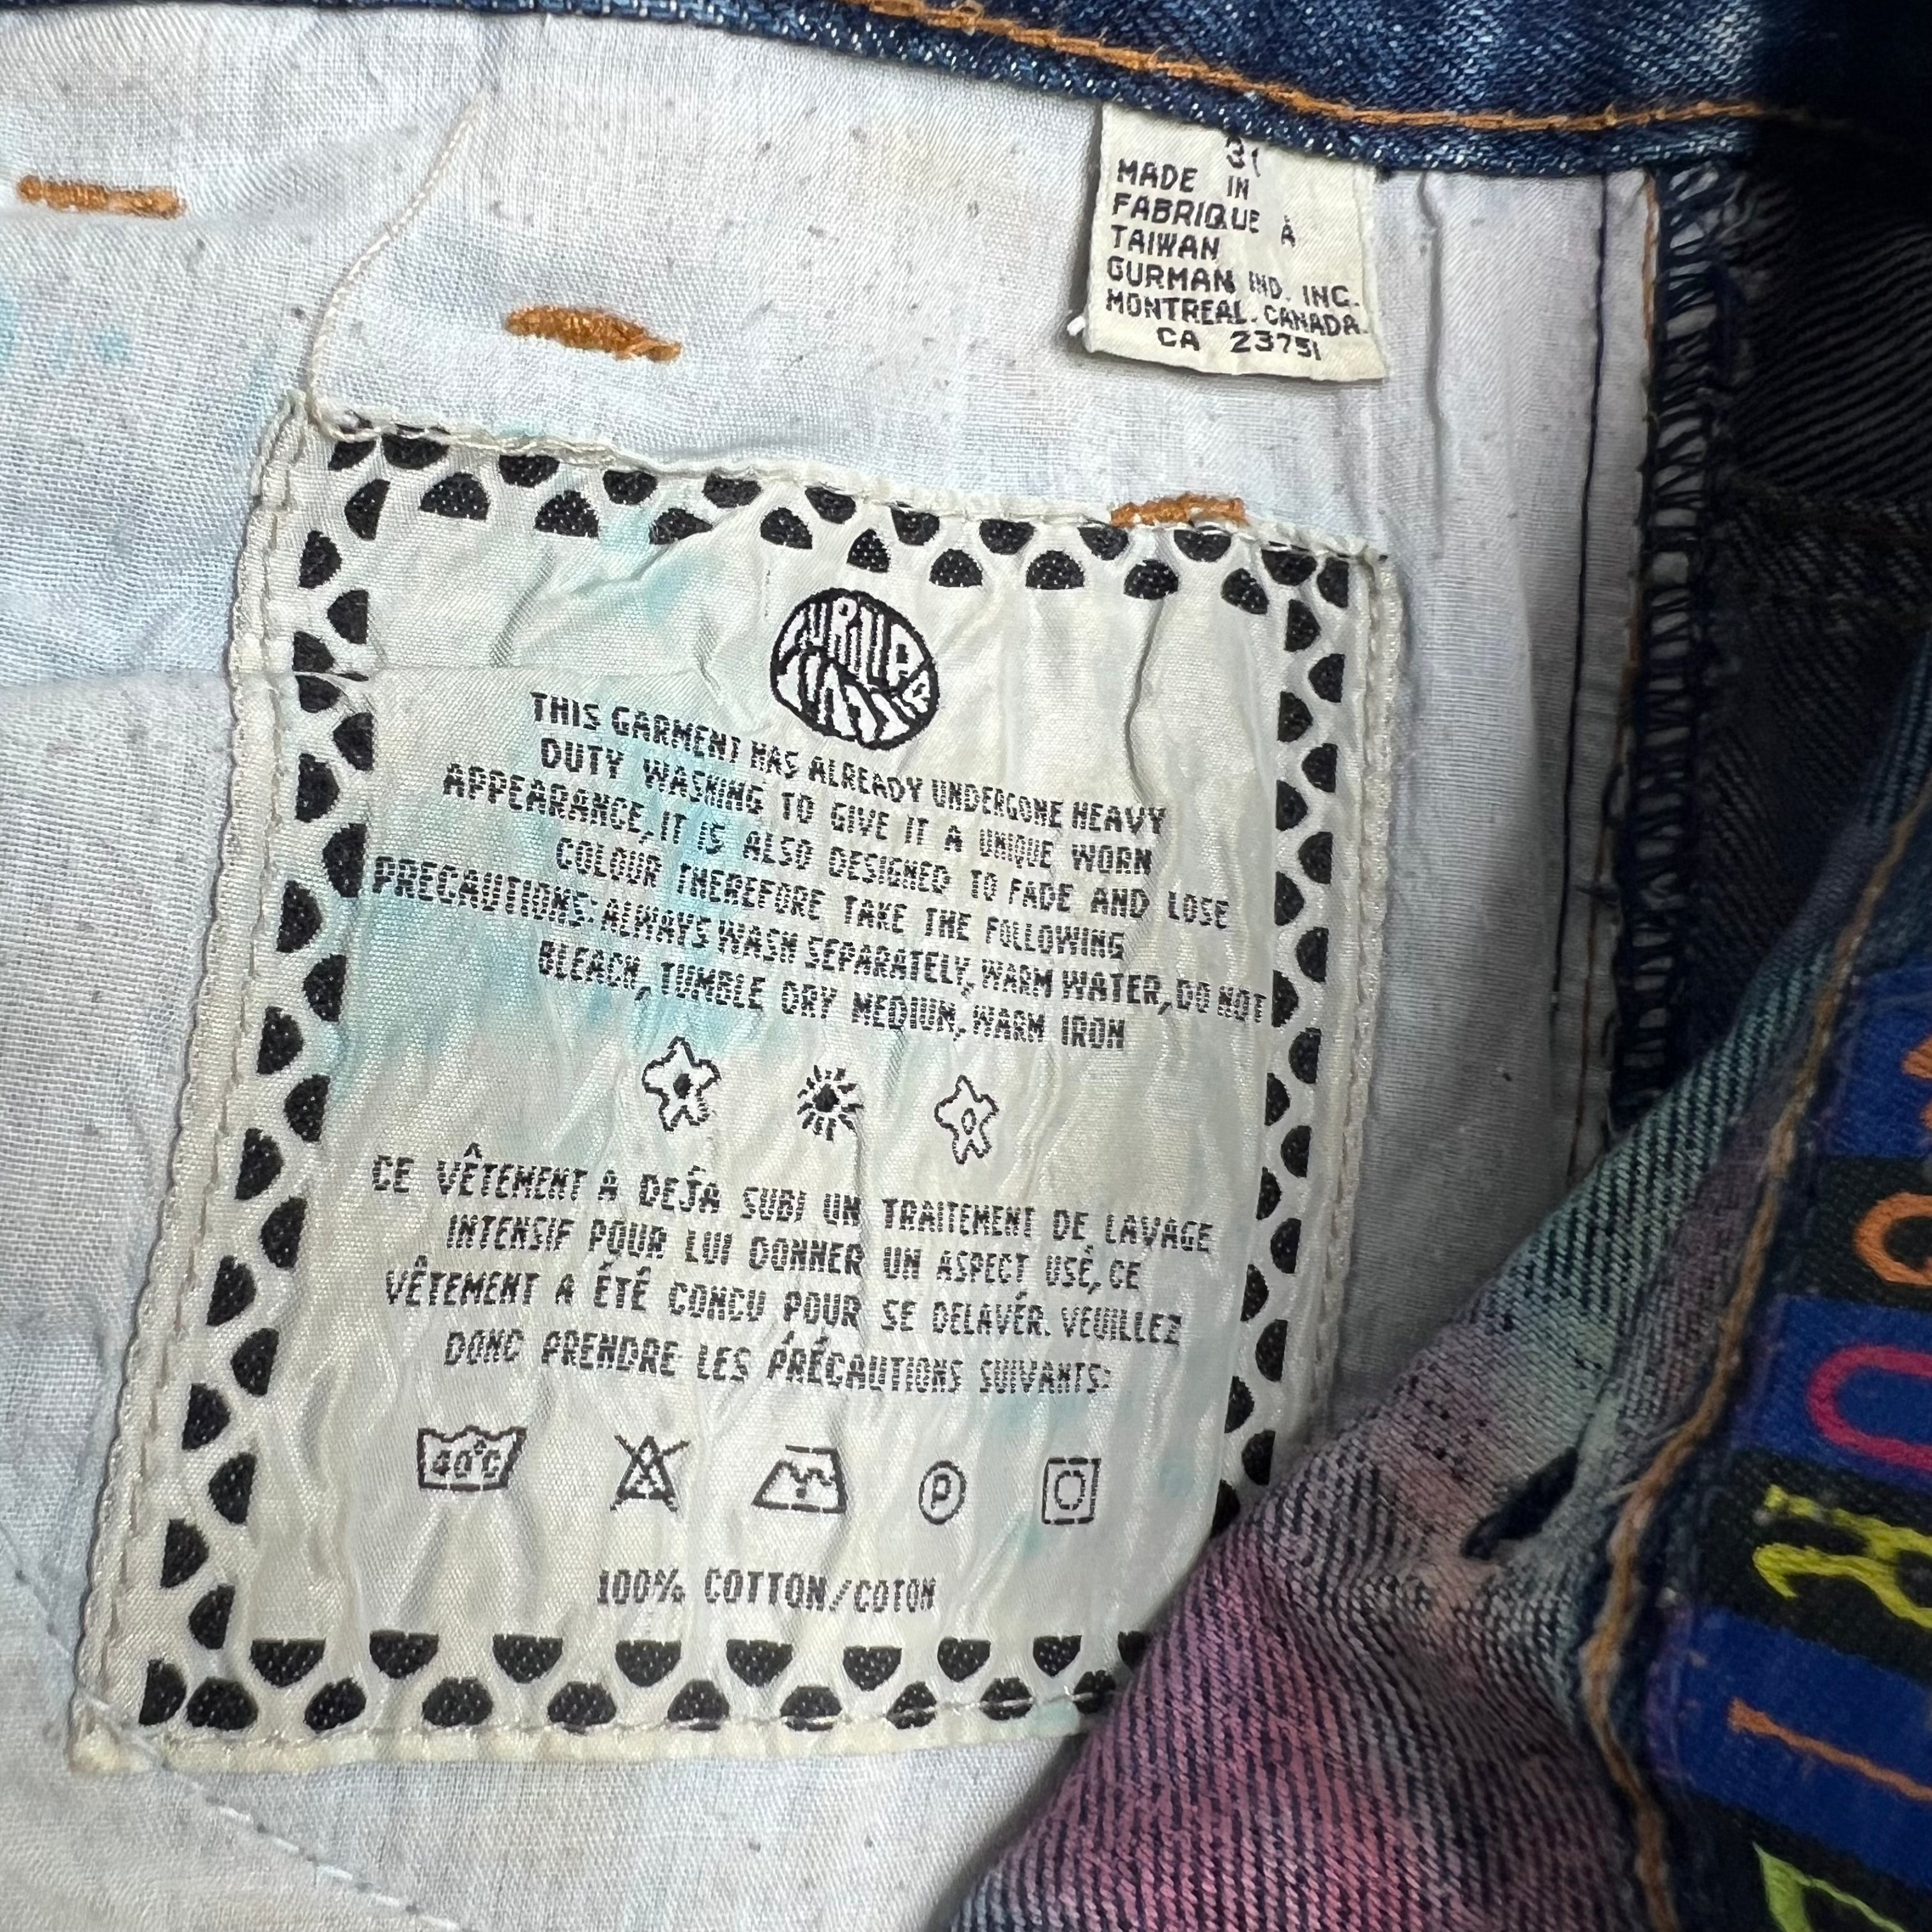 MADE IN
FABRIQUE À
TAIWAN
GURMAN IND. INC.
MONTREAL. CANADA.
CA 23751
THIS GARMENT HAS ALREADY UNDERGONE HEAVY
DUTY WASHING TO GIVE IT A UNIQUE WORN
APPEARANCE, IT IS ALSO DESIGNED TO FADE AND LOSE
COLOUR THEREFORE TAKE THE FOLLOWING
PRECAUTIONS: ALWAYS WASH SEPARATELY, WARM WATER, DO NOT
BLEACH, TUMBLE DRY MEDIUM, WARM IRON
CE VÊTEMENT A DEJÁ SUBI UN TRAITEMENT DE LAVAGE
INTENSIF POUR LUI DONNER UN ASPECT USÉ, CE
VÊTEMENT A ÉTÉ CONCU POUR SE DELAVÉR. VEUILLEZ
DONC PRENDRE LES PRÉCAUTIONS SUIVANTS:
40°C
P
100% COTTON/COTON